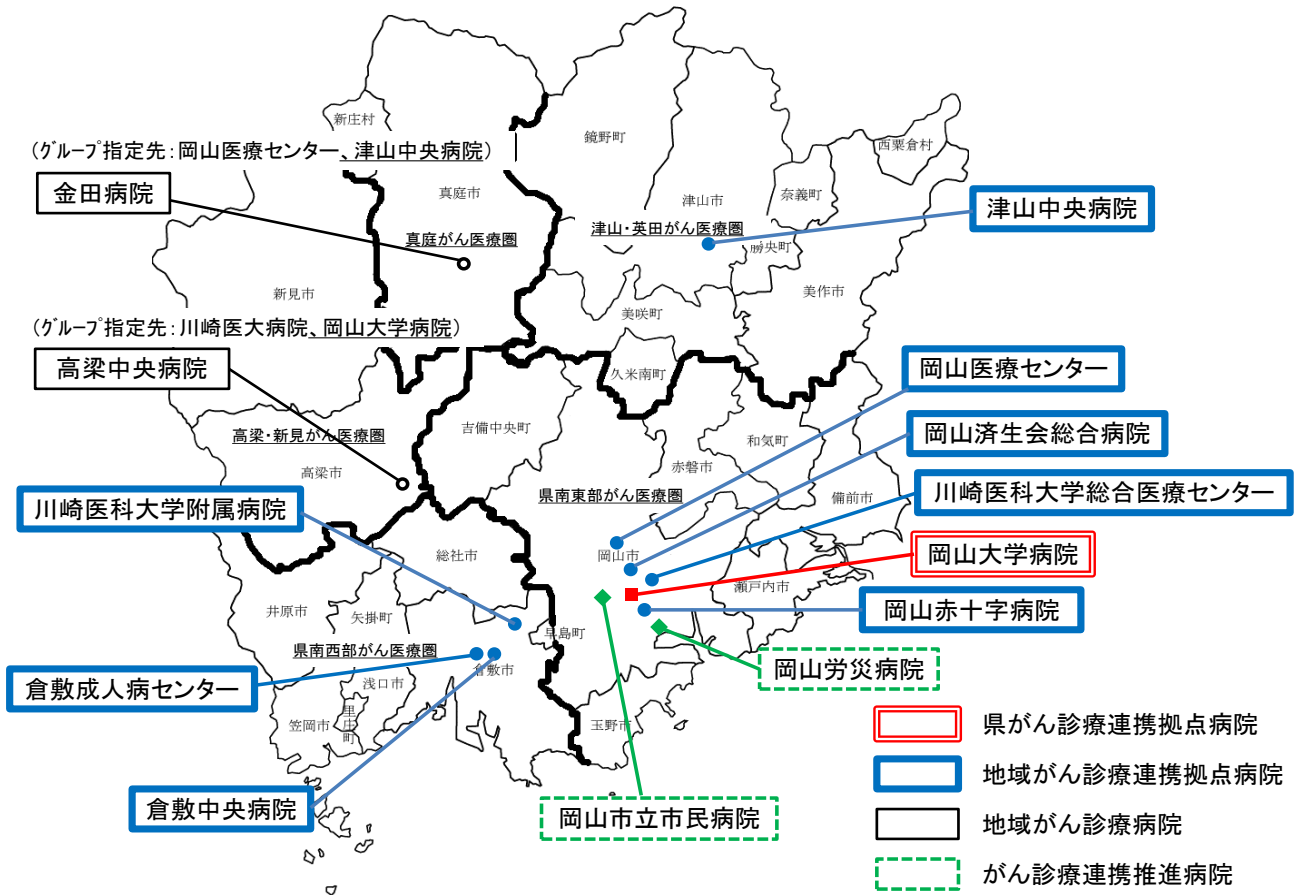 新庄村
鏡野町
西粟倉村
(グループ指定先:岡山医療センター、津山中央病院)
金田病院
真庭市
津山市
奈義町
津山中央病院
真庭がん医療圏
津山・英田がん医療圏
勝央町
新見市
美作市
美咲町
(グループ指定先:川崎医大病院、岡山大学病院)
高梁中央病院
久米南町
岡山医療センター
吉備中央町
和気町
岡山済生会総合病院
高梁・新見がん医療圏
赤磐市
高梁市
県南東部がん医療圏
備前市
川崎医科大学総合医療センター
川崎医科大学附属病院
総社市
岡山市
岡山大学病院
瀬戸内市
井原市
矢掛町
早島町
岡山赤十字病院
県南西部がん医療圏
倉敷市
岡山労災病院
倉敷成人病センター
浅口市
里庄町
笠岡市
玉野市
県がん診療連携拠点病院
地域がん診療連携拠点病院
倉敷中央病院
岡山市立市民病院
地域がん診療病院
がん診療連携推進病院